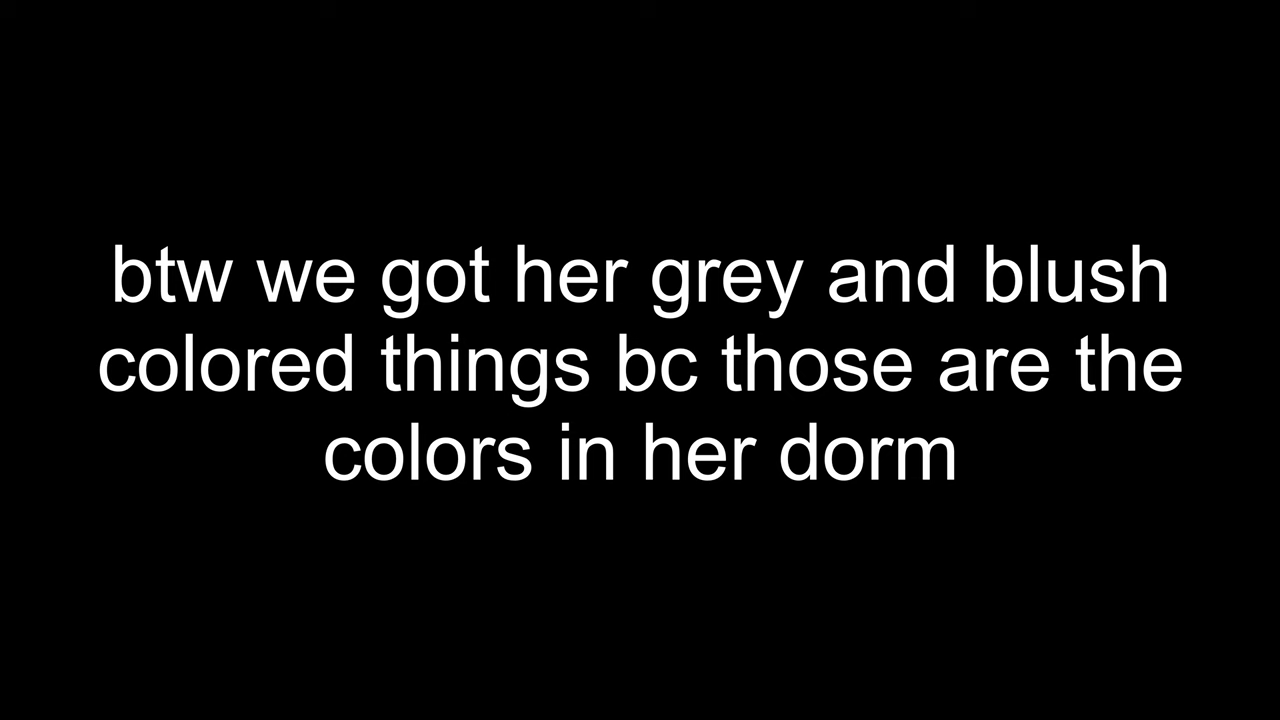 btw we got her grey and blush
colored things bc those are the
colors in her dorm